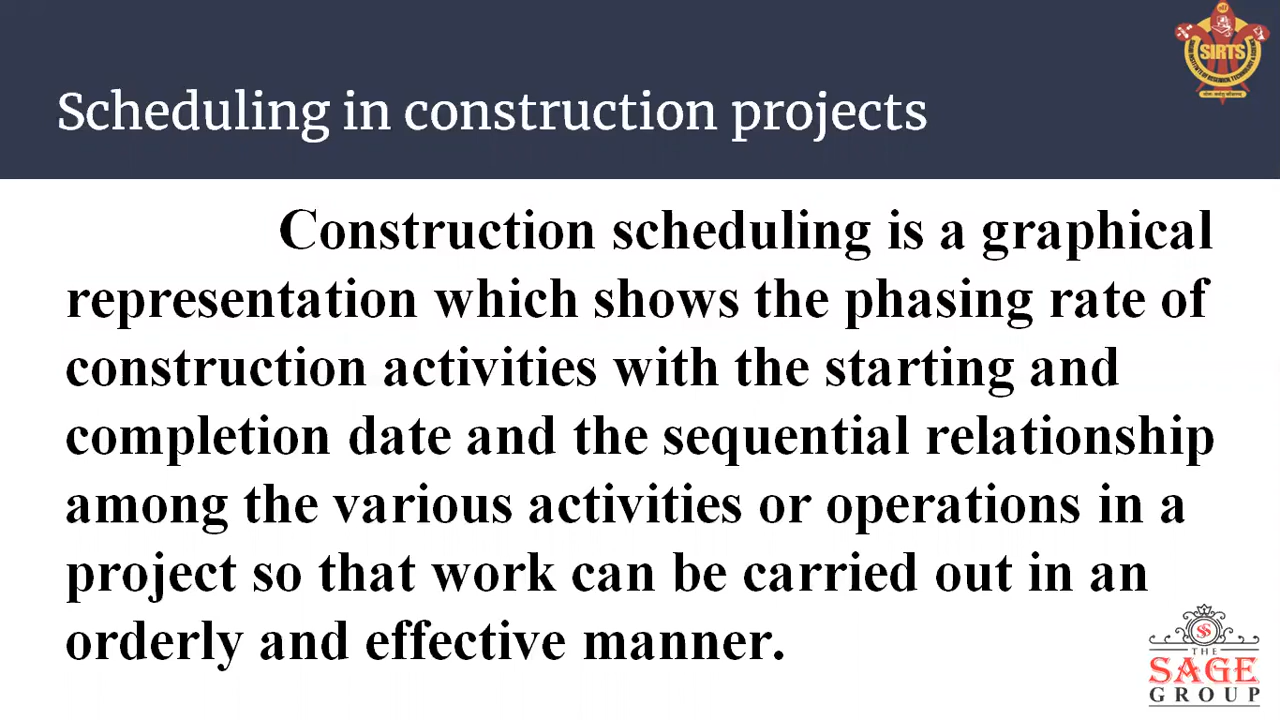 Scheduling in construction projects
SIRTS
Construction scheduling is a graphical
representation which shows the phasing rate of
construction activities with the starting and
completion date and the sequential relationship
among the various activities or operations in a
project so that work can be carried out in an
orderly and effective manner.
THE
SAGE
GROUP